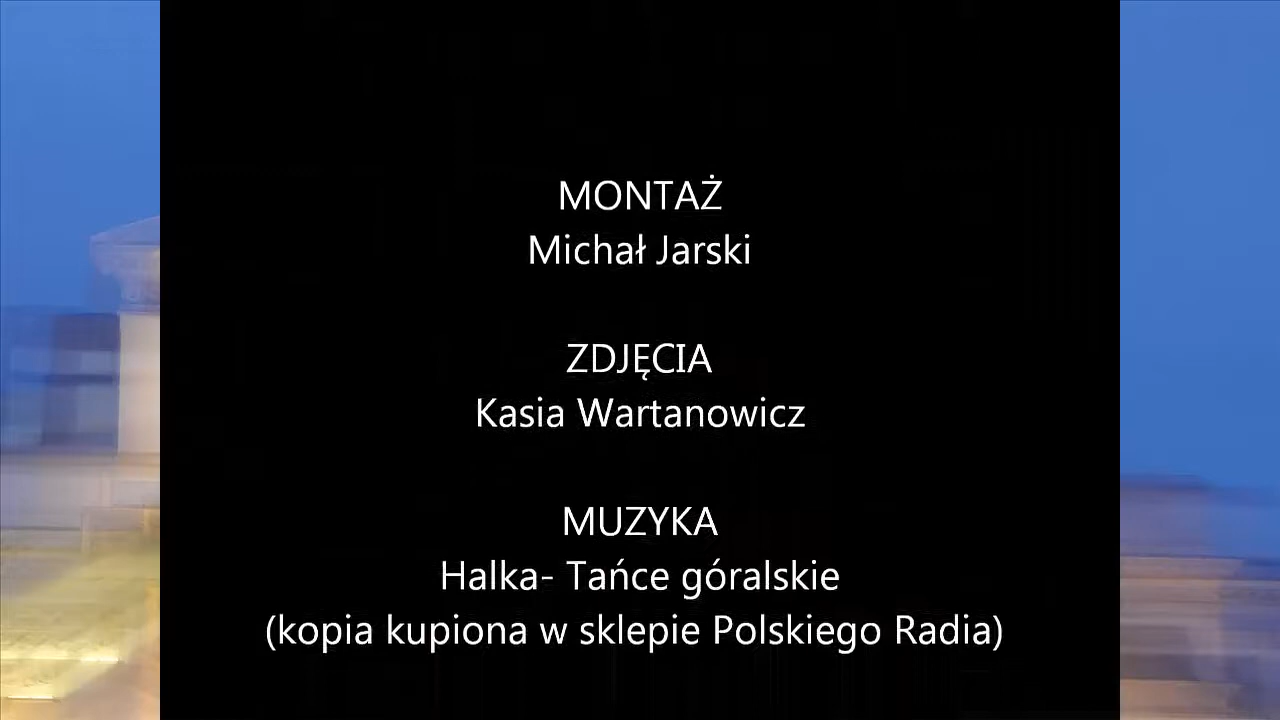 MONTAŻ
Michał Jarski
ZDJĘCIA
Kasia Wartanowicz
MUZYKA
Halka- Tańce góralskie
(kopia kupiona w sklepie Polskiego Radia)